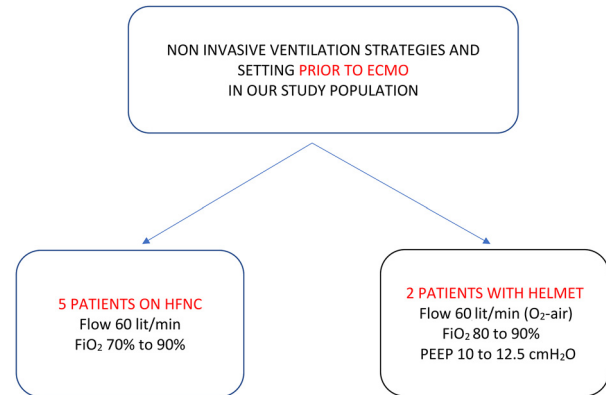 NON INVASIVE VENTILATION STRATEGIES AND
SETTING PRIOR TO ECMO
IN OUR STUDY POPULATION
5 PATIENTS ON HFNC
Flow 60 lit/min
FiO₂ 70% to 90%
2 PATIENTS WITH HELMET
Flow 60 lit/min (O₂-air)
FiO₂ 80 to 90%
PEEP 10 to 12.5 cmH₂O